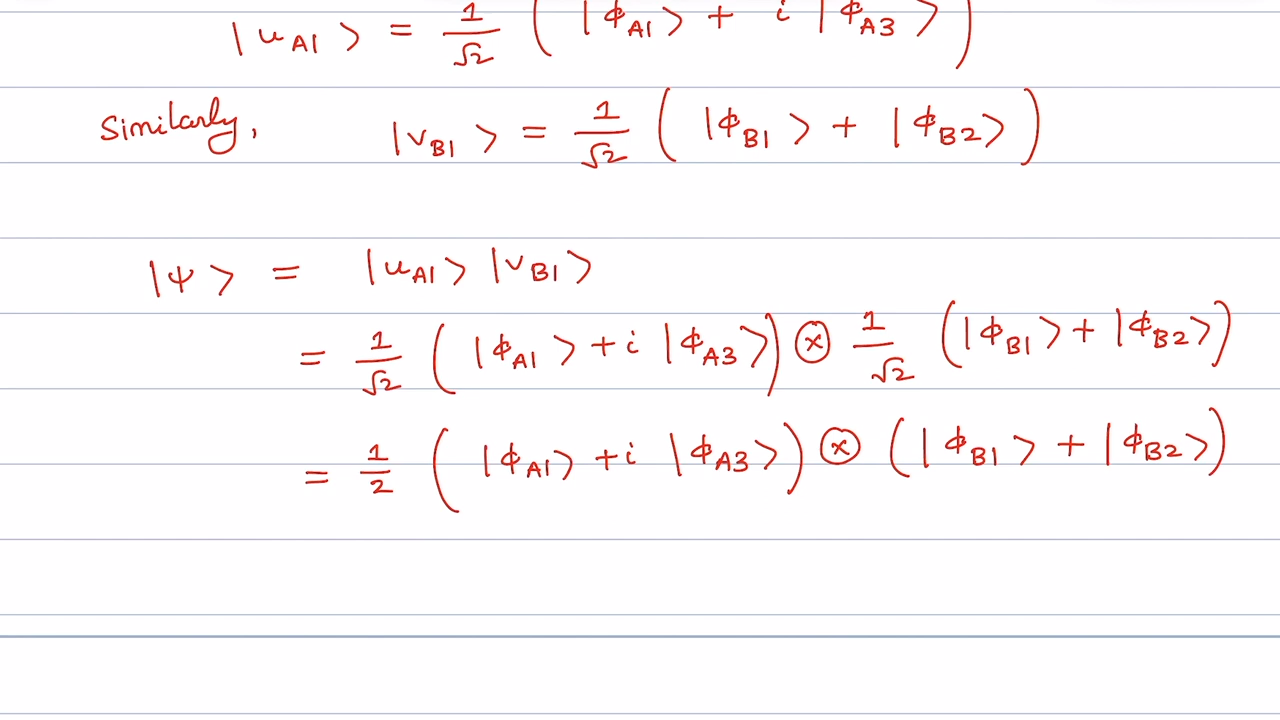 |u_A1⟩ = 1/√2 ( |ϕ_A1⟩ + i |ϕ_A3⟩ )
Similarly, |v_B1⟩ = 1/√2 ( |ϕ_B1⟩ + |ϕ_B2⟩ )
|ψ⟩ = |u_A1⟩ |v_B1⟩
= 1/√2 ( |ϕ_A1⟩ + i |ϕ_A3⟩ ) ⊗ 1/√2 ( |ϕ_B1⟩ + |ϕ_B2⟩ )
= 1/2 ( |ϕ_A1⟩ + i |ϕ_A3⟩ ) ⊗ ( |ϕ_B1⟩ + |ϕ_B2⟩ )